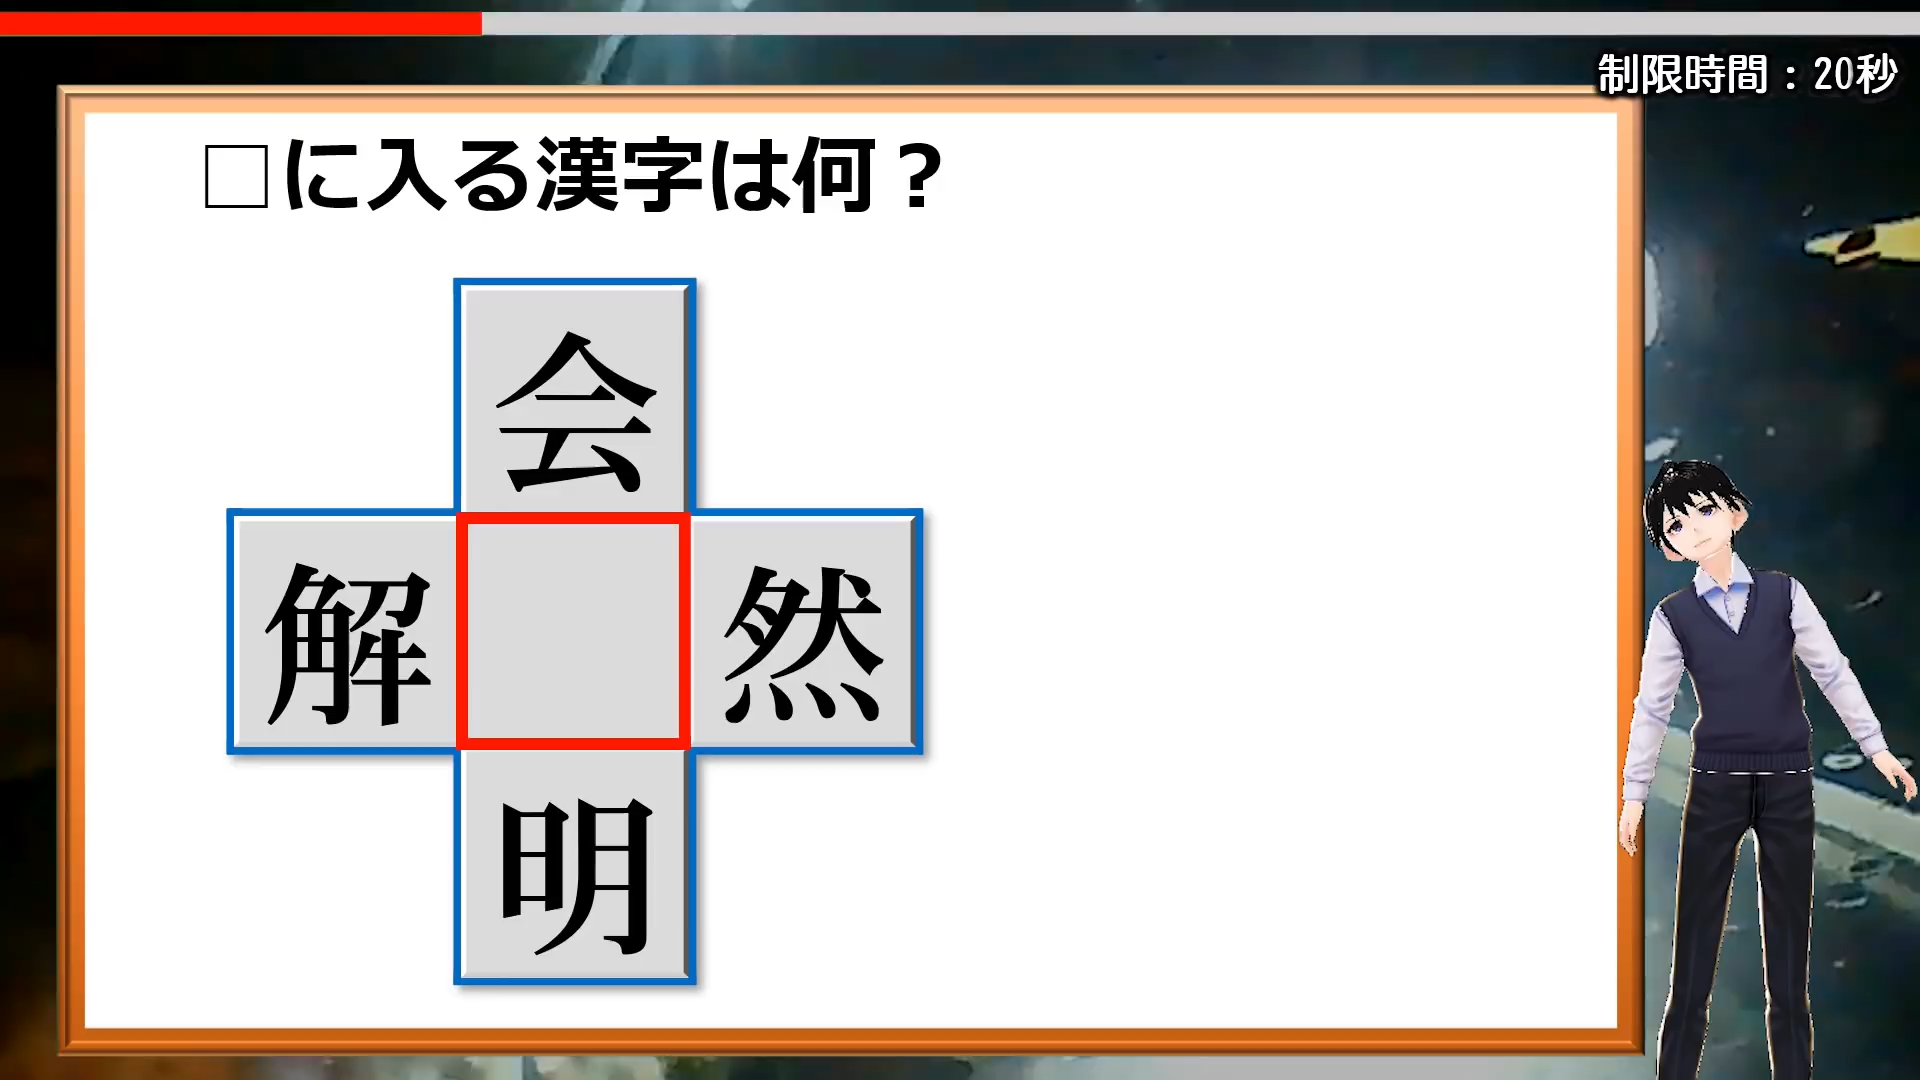 制限時間：20秒
□に入る漢字は何？
会
解 然
明